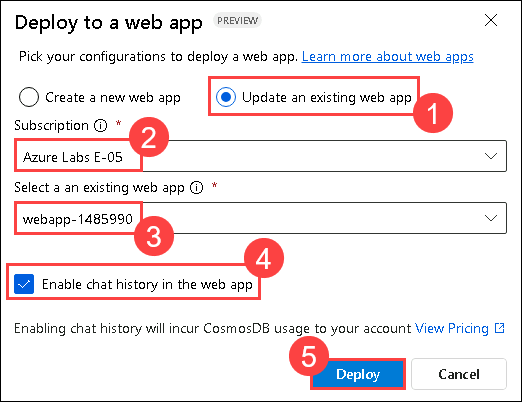 Deploy to a web app PREVIEW
Pick your configurations to deploy a web app. Learn more about web apps
Create a new web app Update an existing web app
1
Subscription * 2
Azure Labs E-05
Select a an existing web app *
webapp-1485990
3
4
Enable chat history in the web app
Enabling chat history will incur CosmosDB usage to your account View Pricing
5
Deploy Cancel